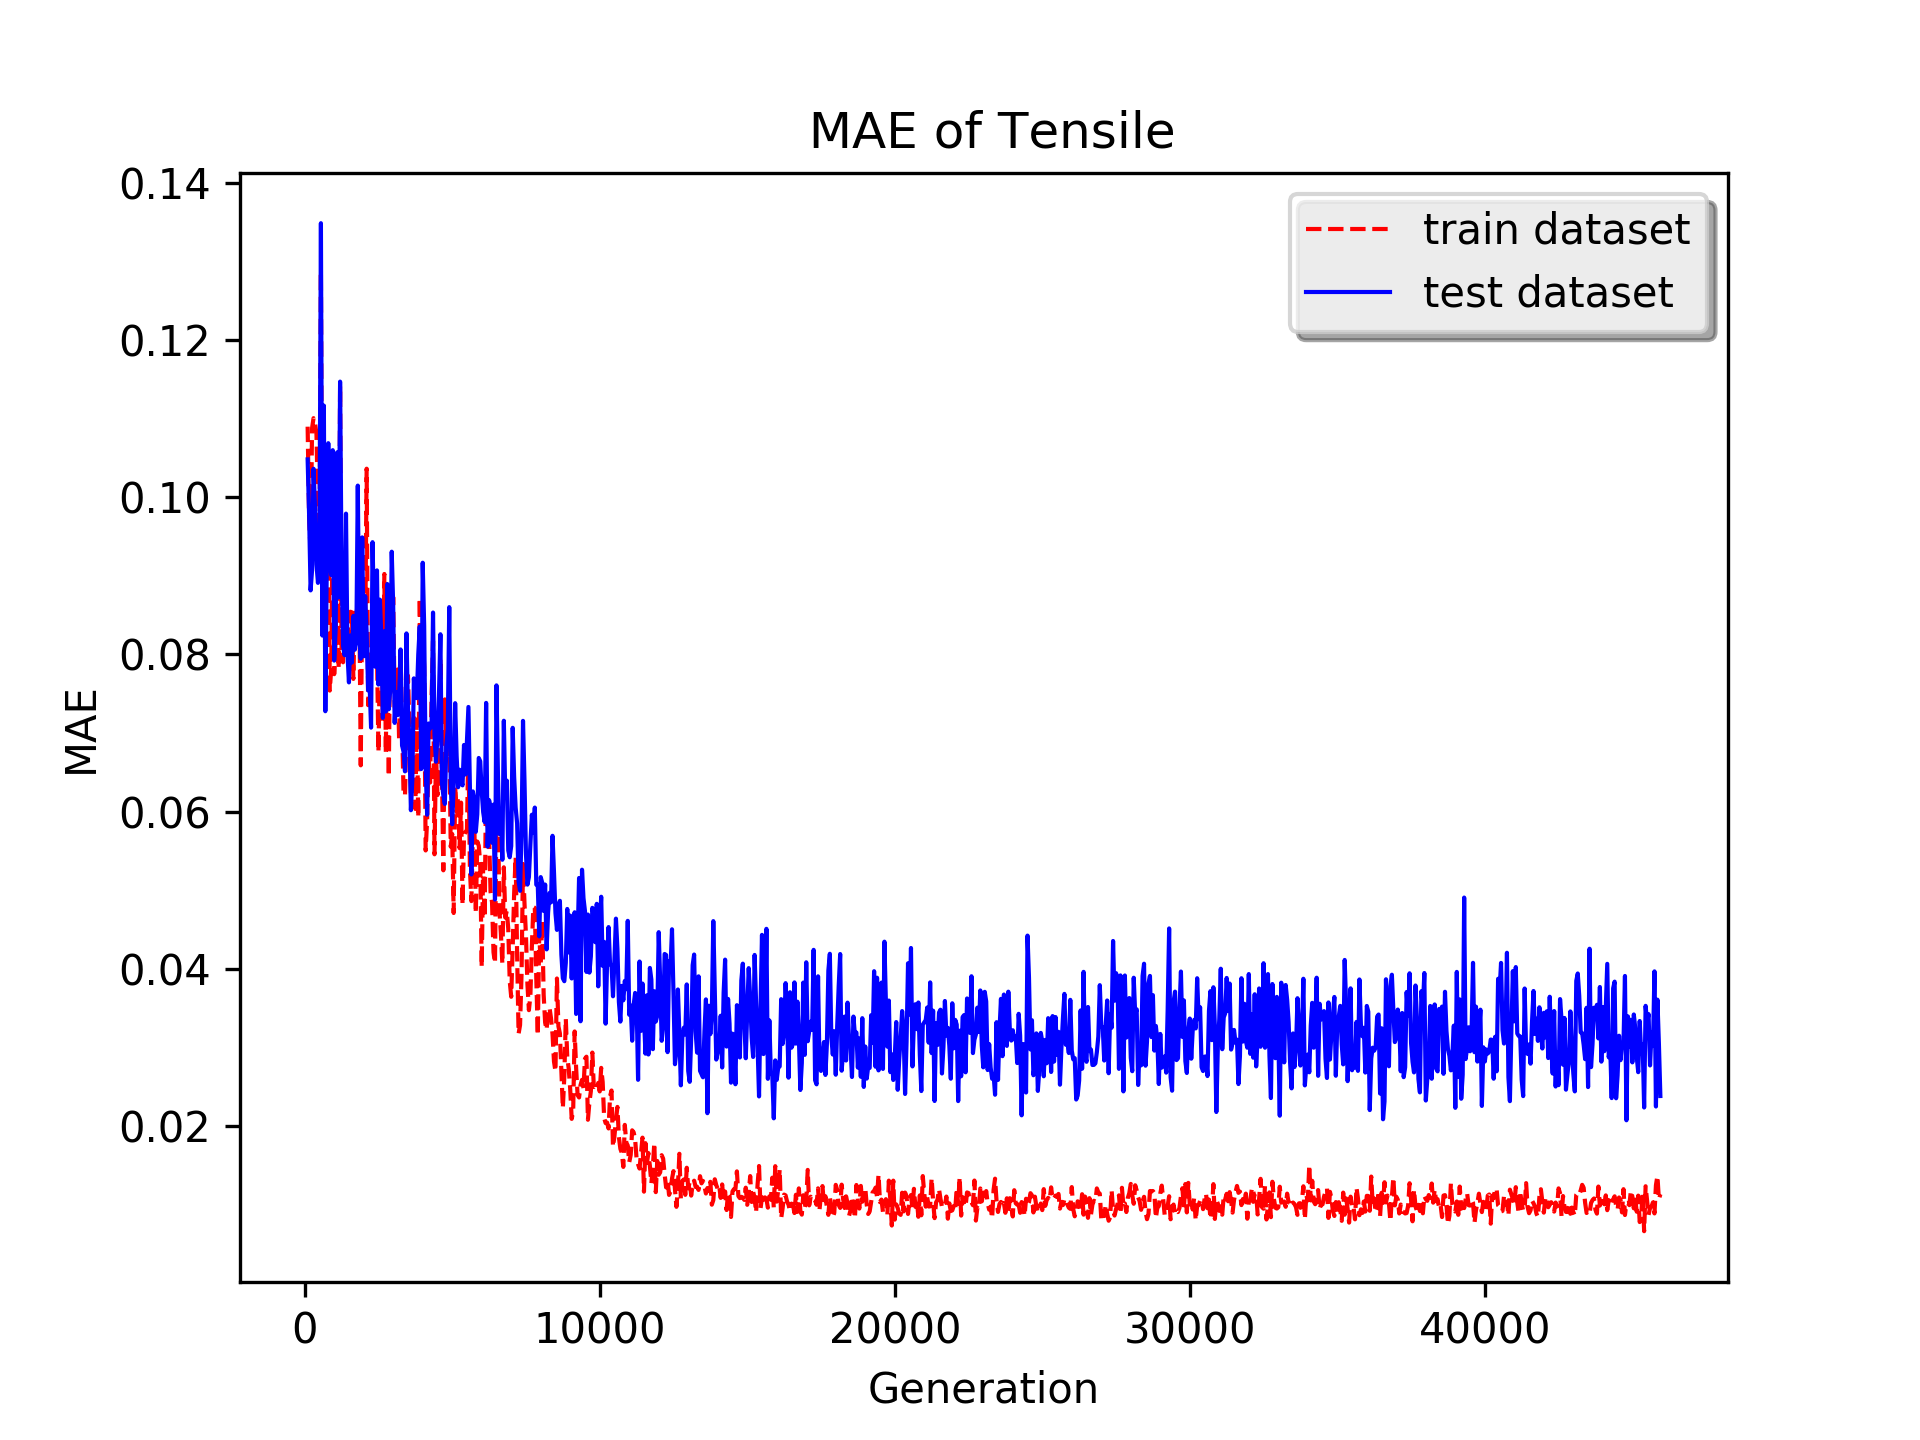 MAE of Tensile
train dataset
test dataset
MAE
0.14
0.12
0.10
0.08
0.06
0.04
0.02
0
10000
20000
30000
40000
Generation